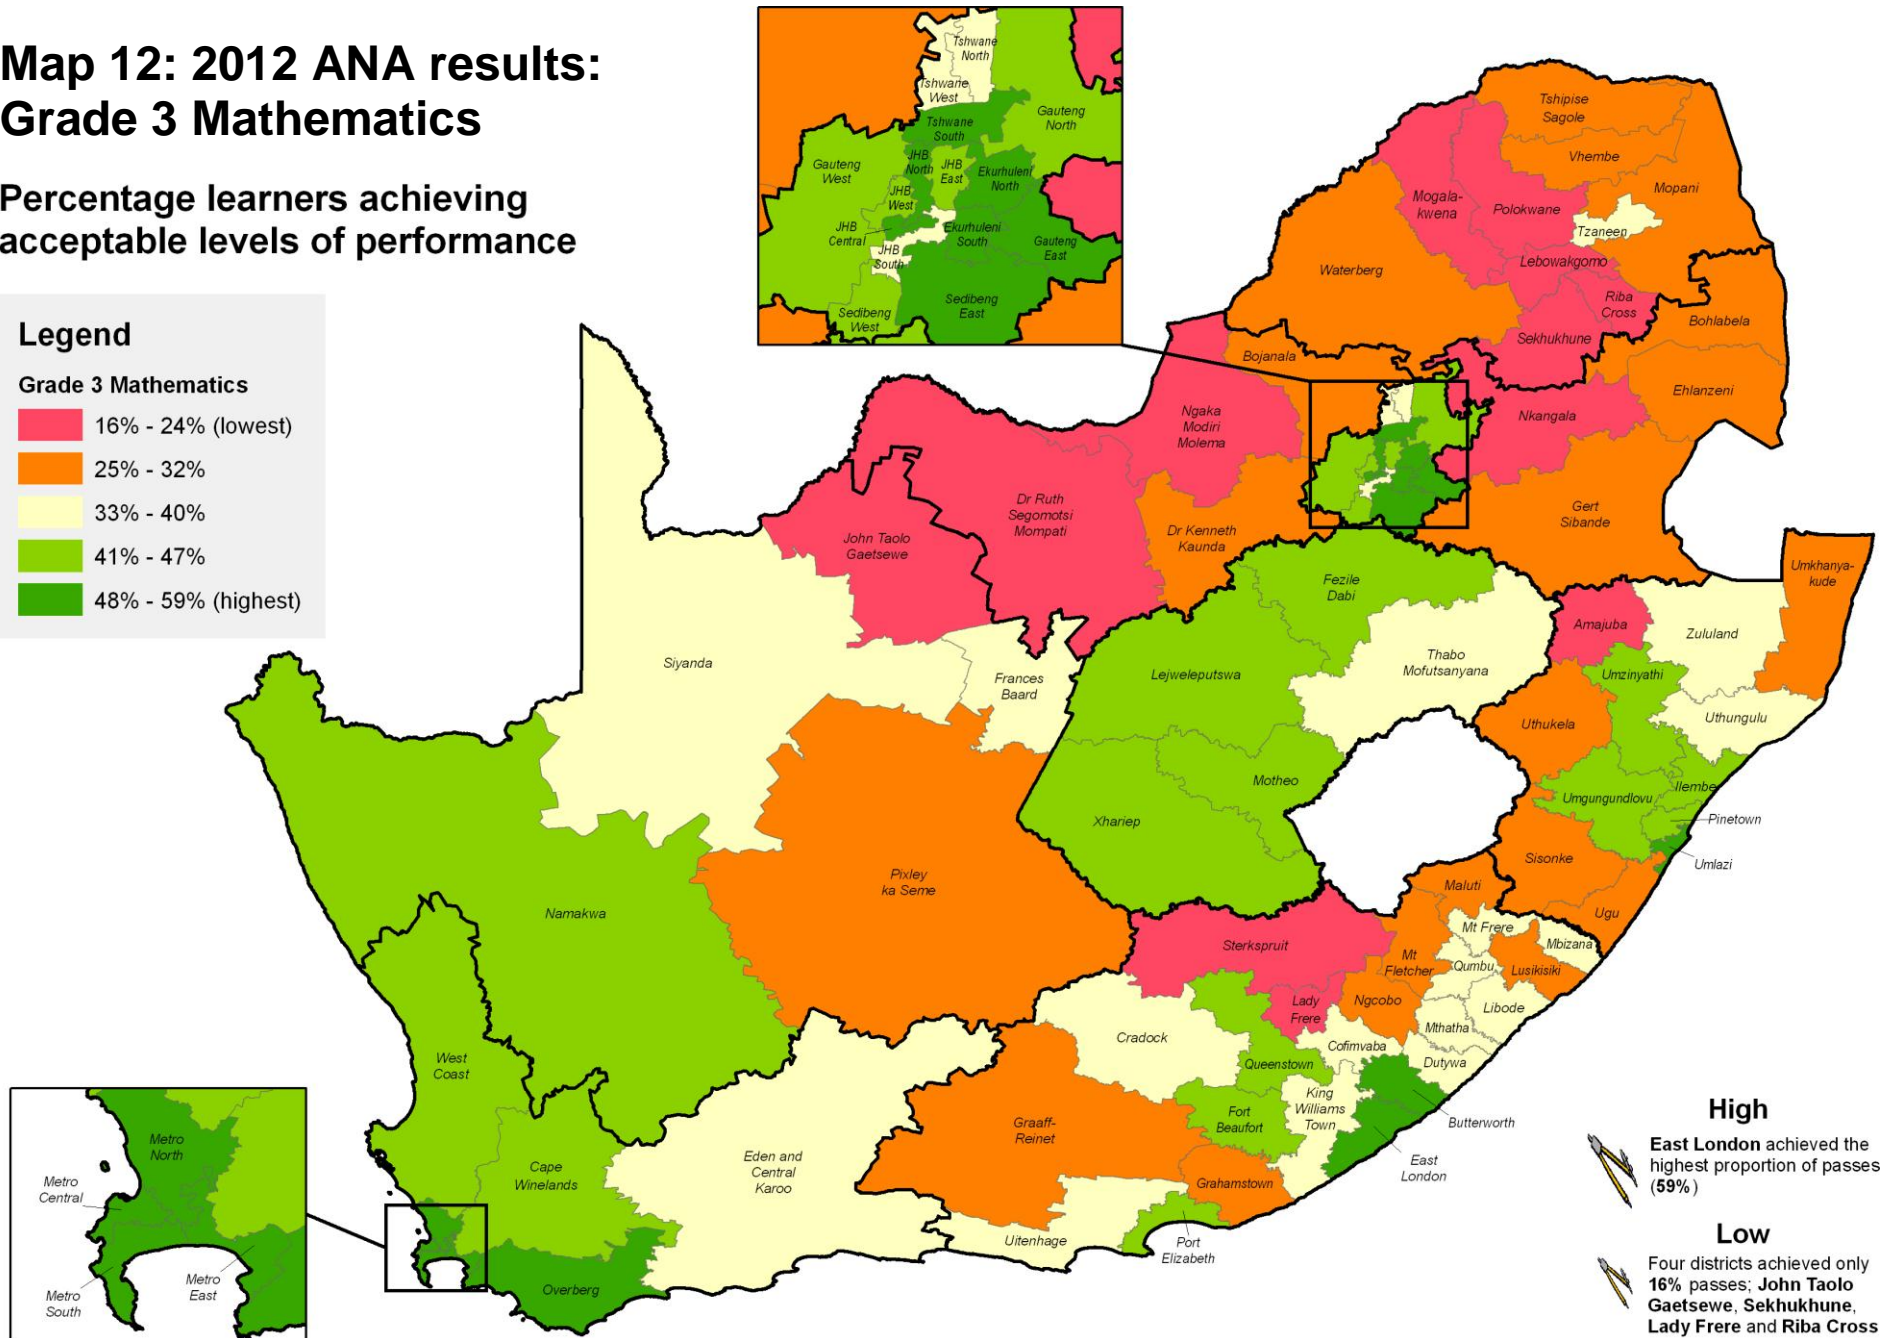 Map 12: 2012 ANA results:
Grade 3 Mathematics
Percentage learners achieving
acceptable levels of performance
Legend
Grade 3 Mathematics
16% - 24% (lowest)
25% - 32%
33% - 40%
41% - 47%
48% - 59% (highest)
Tshwane
North
Tshwane
West
Tshwane
South
Gauteng
North
Gauteng
West
JHB
North
JHB
East
Ekurhuleni
North
JHB
West
JHB
Central
Ekurhuleni
South
JHB
South
Gauteng
East
Sedibeng
East
Sedibeng
West
Tshipise
Sagole
Vhembe
Mopani
Mogala-
kwena
Polokwane
Tzaneen
Waterberg
Lebowakgomo
Riba
Cross
Sekhukhune
Bohlabela
Bojanala
Ehlanzeni
Nkangala
Ngaka
Modiri
Molema
Dr Ruth
Segomotsi
Mompati
John Taolo
Gaetsewe
Dr Kenneth
Kaunda
Gert
Sibande
Umkhanya-
kude
Fezile
Dabi
Amajuba
Zululand
Siyanda
Frances
Baard
Lejweleputswa
Thabo
Mofutsanyana
Umzinyathi
Uthungulu
Uthukela
Motheo
Xhariep
Umgungundlovu
Ilembe
Pinetown
Umlazi
Sisonke
Pixley
ka Seme
Namakwa
Maluti
Ugu
Sterkspruit
Mt Frere
Mbizana
Mt
Fletcher
Qumbu
Lusikisiki
Lady
Frere
Ngcobo
Libode
Mthatha
Cradock
Cofimvaba
Dutywa
Queenstown
West
Coast
King
Williams
Town
Fort
Beaufort
Butterworth
Graaff-
Reinet
East
London
Eden and
Central
Karoo
Cape
Winelands
Grahamstown
Uitenhage
Port
Elizabeth
Overberg
Metro
North
Metro
Central
Metro
East
Metro
South
High
East London achieved the
highest proportion of passes
(59%)
Low
Four districts achieved only
16% passes; John Taolo
Gaetsewe, Sekhukhune,
Lady Frere and Riba Cross